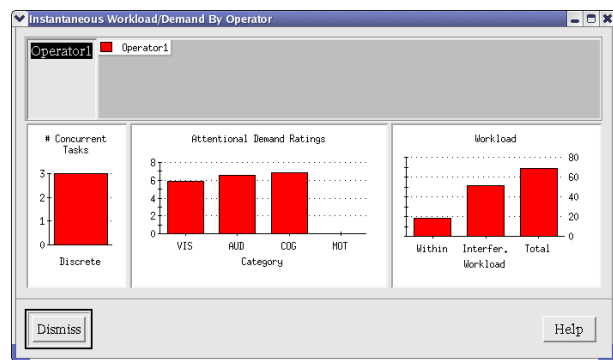 Instantaneous Workload/Demand By Operator
Operator1
Operator1
# Concurrent
Tasks
3
2
1
0
Discrete
Attentional Demand Ratings
8
6
4
2
0
VIS AUD COG MOT
Category
Workload
80
60
40
20
0
Within Interfer. Total
Workload
Dismiss
Help